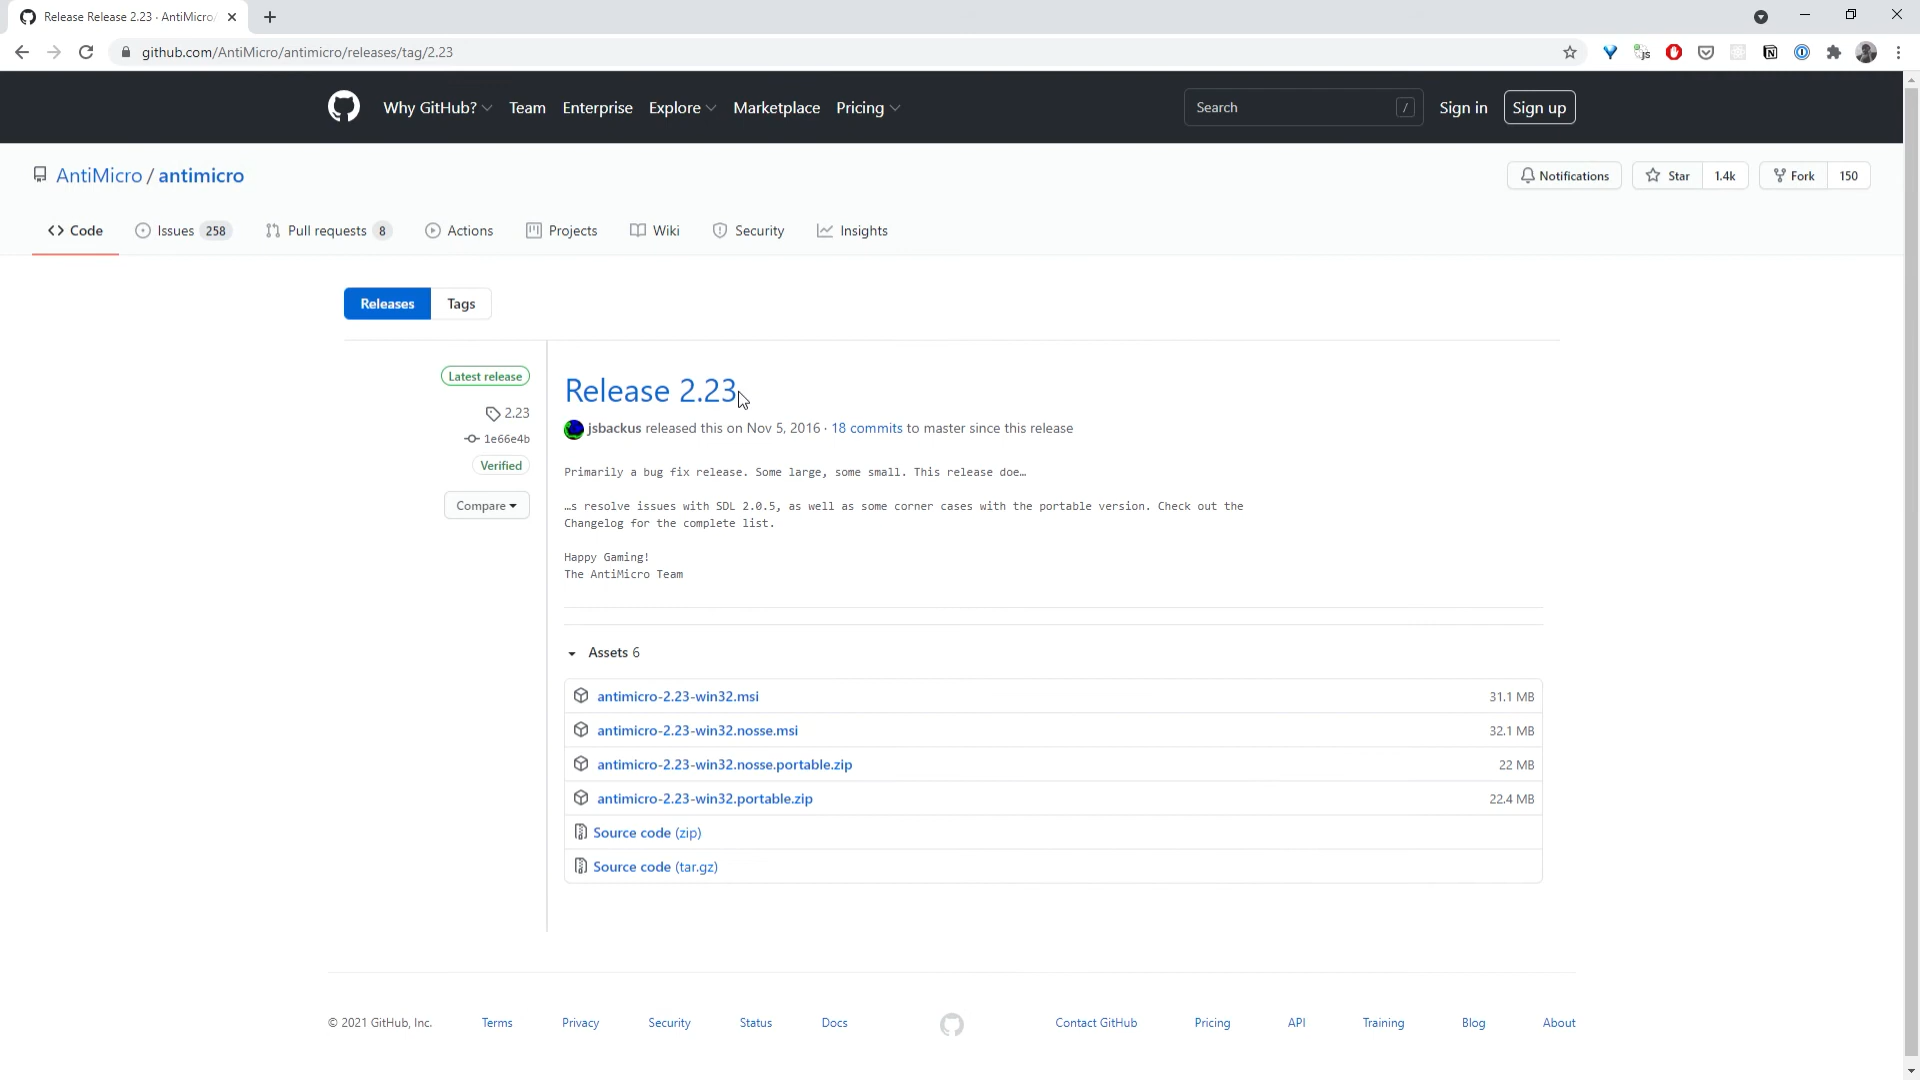 Release Release 2.23 · AntiMicro/
github.com/AntiMicro/antimicro/releases/tag/2.23
Why GitHub? Team Enterprise Explore Marketplace Pricing Search / Sign in Sign up
AntiMicro / antimicro Notifications Star 1.4k Fork 150
Code Issues 258 Pull requests 8 Actions Projects Wiki Security Insights
Releases Tags
Latest release
2.23
1e66e4b
Verified
Compare
Release 2.23
jsbackus released this on Nov 5, 2016 · 18 commits to master since this release
Primarily a bug fix release. Some large, some small. This release doe…
…s resolve issues with SDL 2.0.5, as well as some corner cases with the portable version. Check out the
Changelog for the complete list.
Happy Gaming!
The AntiMicro Team
Assets 6
antimicro-2.23-win32.msi 31.1 MB
antimicro-2.23-win32.nosse.msi 32.1 MB
antimicro-2.23-win32.nosse.portable.zip 22 MB
antimicro-2.23-win32.portable.zip 22.4 MB
Source code (zip)
Source code (tar.gz)
© 2021 GitHub, Inc. Terms Privacy Security Status Docs Contact GitHub Pricing API Training Blog About